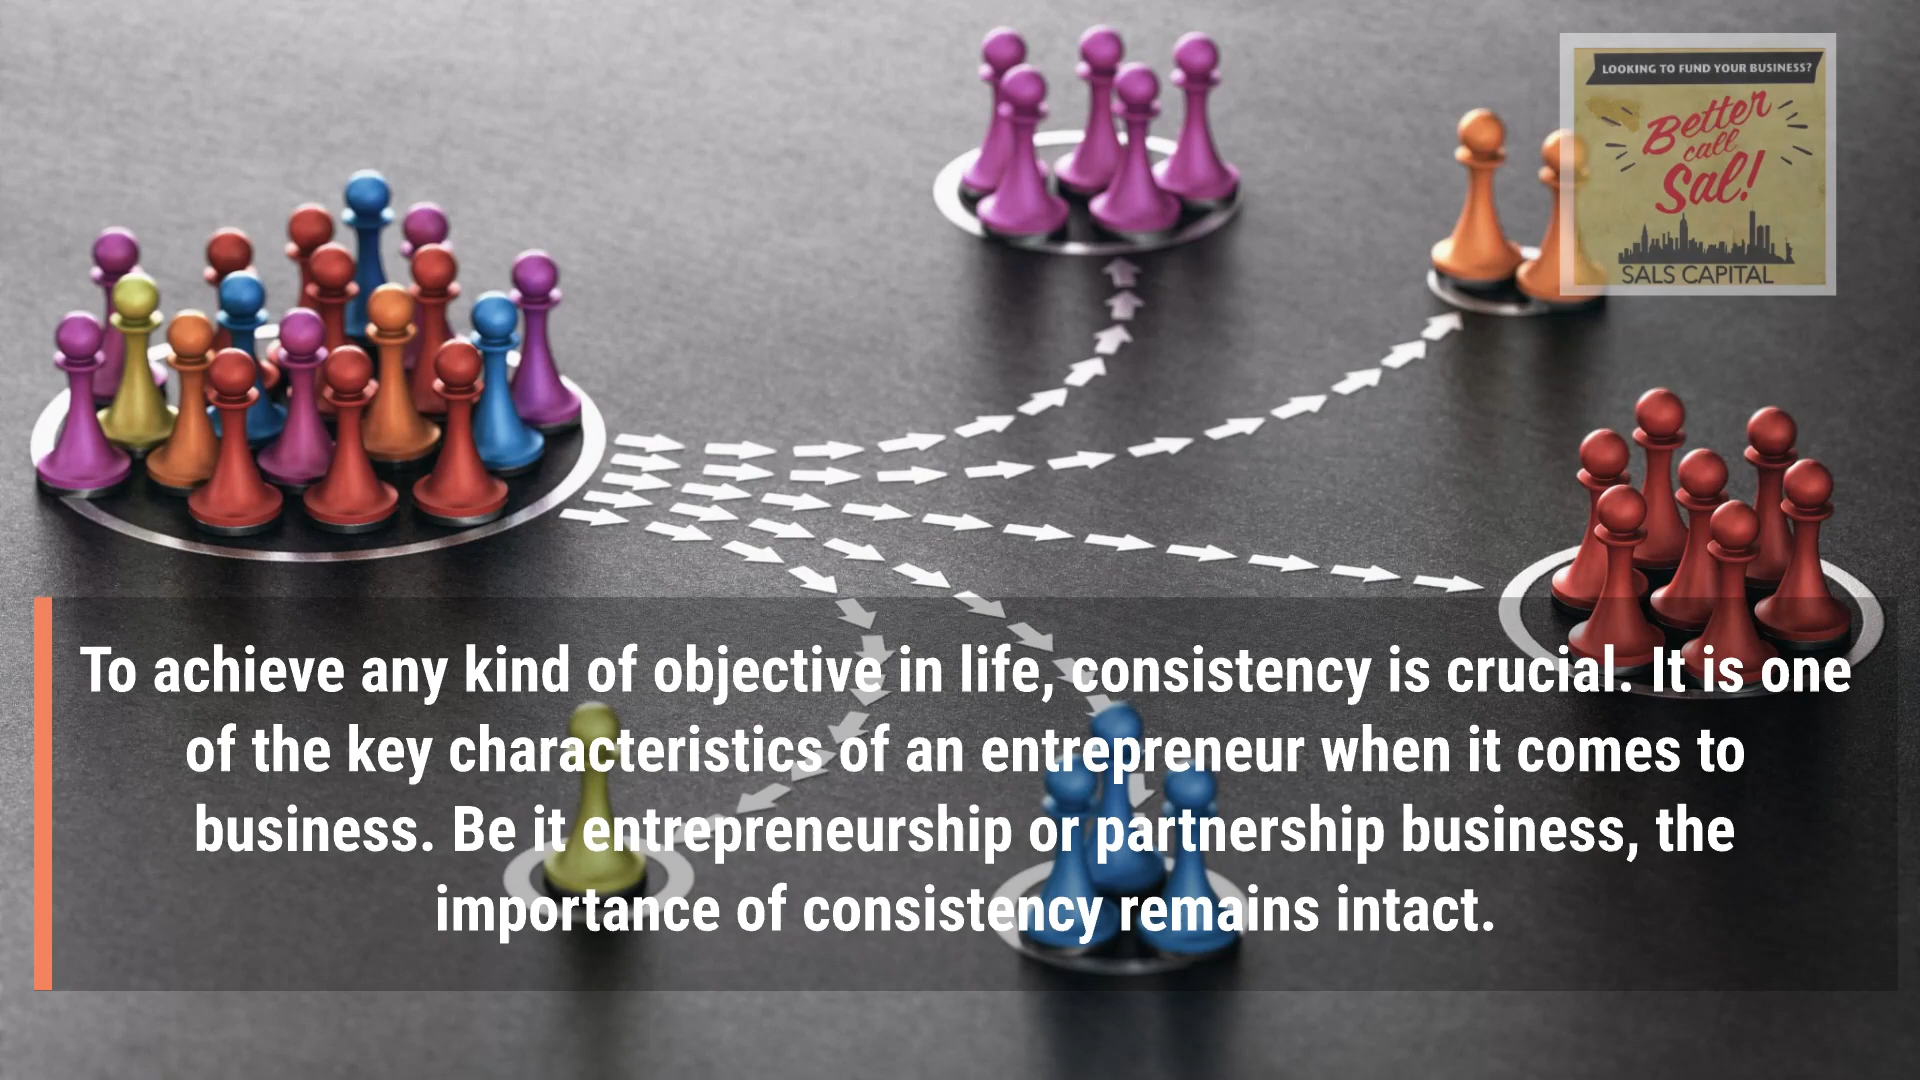 LOOKING TO FUND YOUR BUSINESS?
Better
call
Sal!
SALS CAPITAL
To achieve any kind of objective in life, consistency is crucial. It is one
of the key characteristics of an entrepreneur when it comes to
business. Be it entrepreneurship or partnership business, the
importance of consistency remains intact.